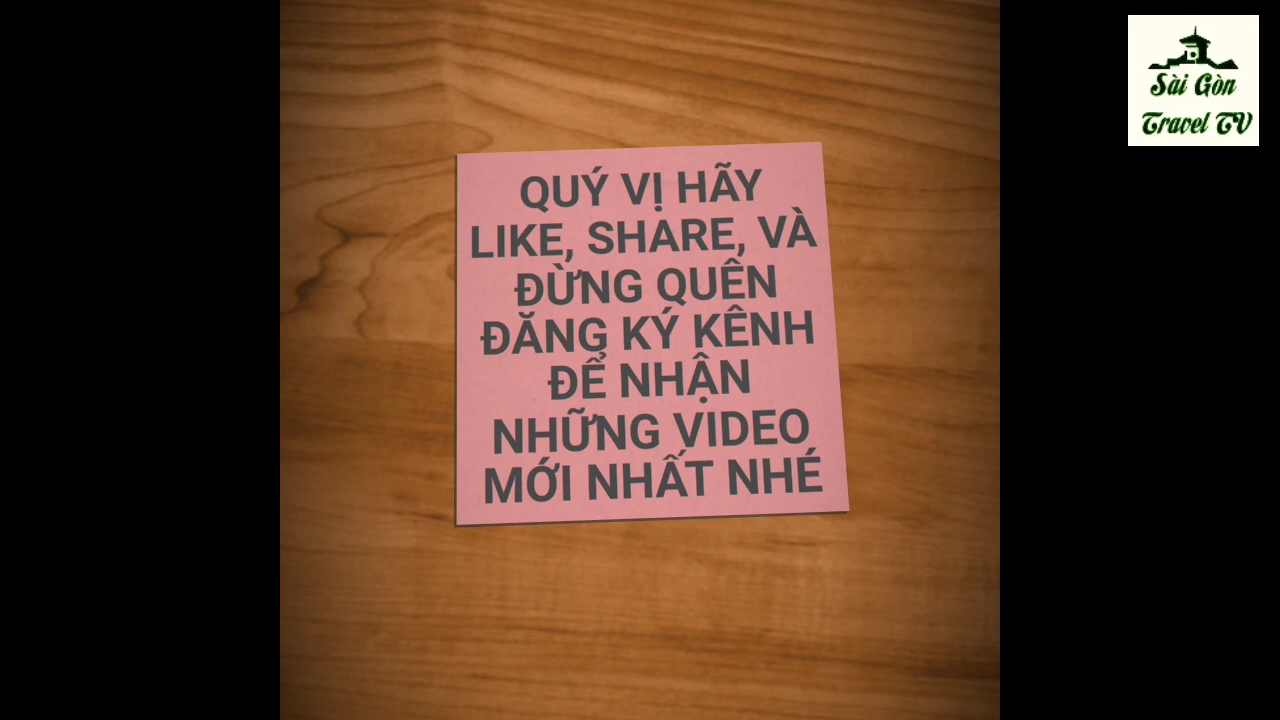 QUÝ VỊ HÃY
LIKE, SHARE, VÀ
ĐỪNG QUÊN
ĐĂNG KÝ KÊNH
ĐỂ NHẬN
NHỮNG VIDEO
MỚI NHẤT NHÉ
Sài Gòn
Travel TV